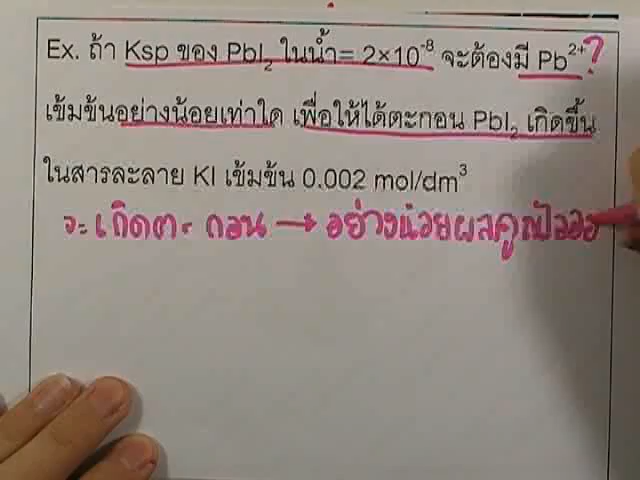 Ex. ถ้า Ksp ของ PbI₂ ในน้ำ= 2×10⁻⁸ จะต้องมี Pb²⁺?
เข้มข้นอย่างน้อยเท่าใด เพื่อให้ได้ตะกอน PbI₂ เกิดขึ้น
ในสารละลาย KI เข้มข้น 0.002 mol/dm³
จะเกิดตะกอน → อย่างน้อยผลคูณไอออ